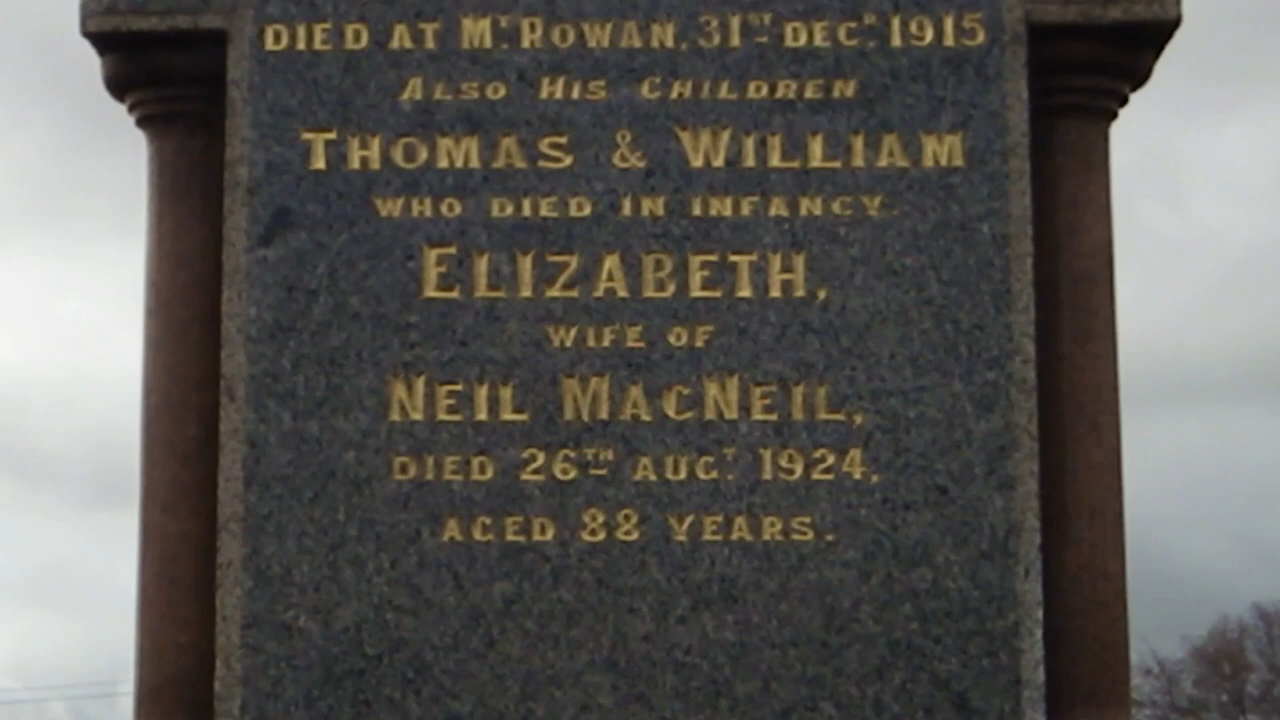 DIED AT MT. ROWAN, 31ST DECR. 1915
ALSO HIS CHILDREN
THOMAS & WILLIAM
WHO DIED IN INFANCY.
ELIZABETH,
WIFE OF
NEIL MACNEIL,
DIED 26TH AUGT. 1924,
AGED 88 YEARS.